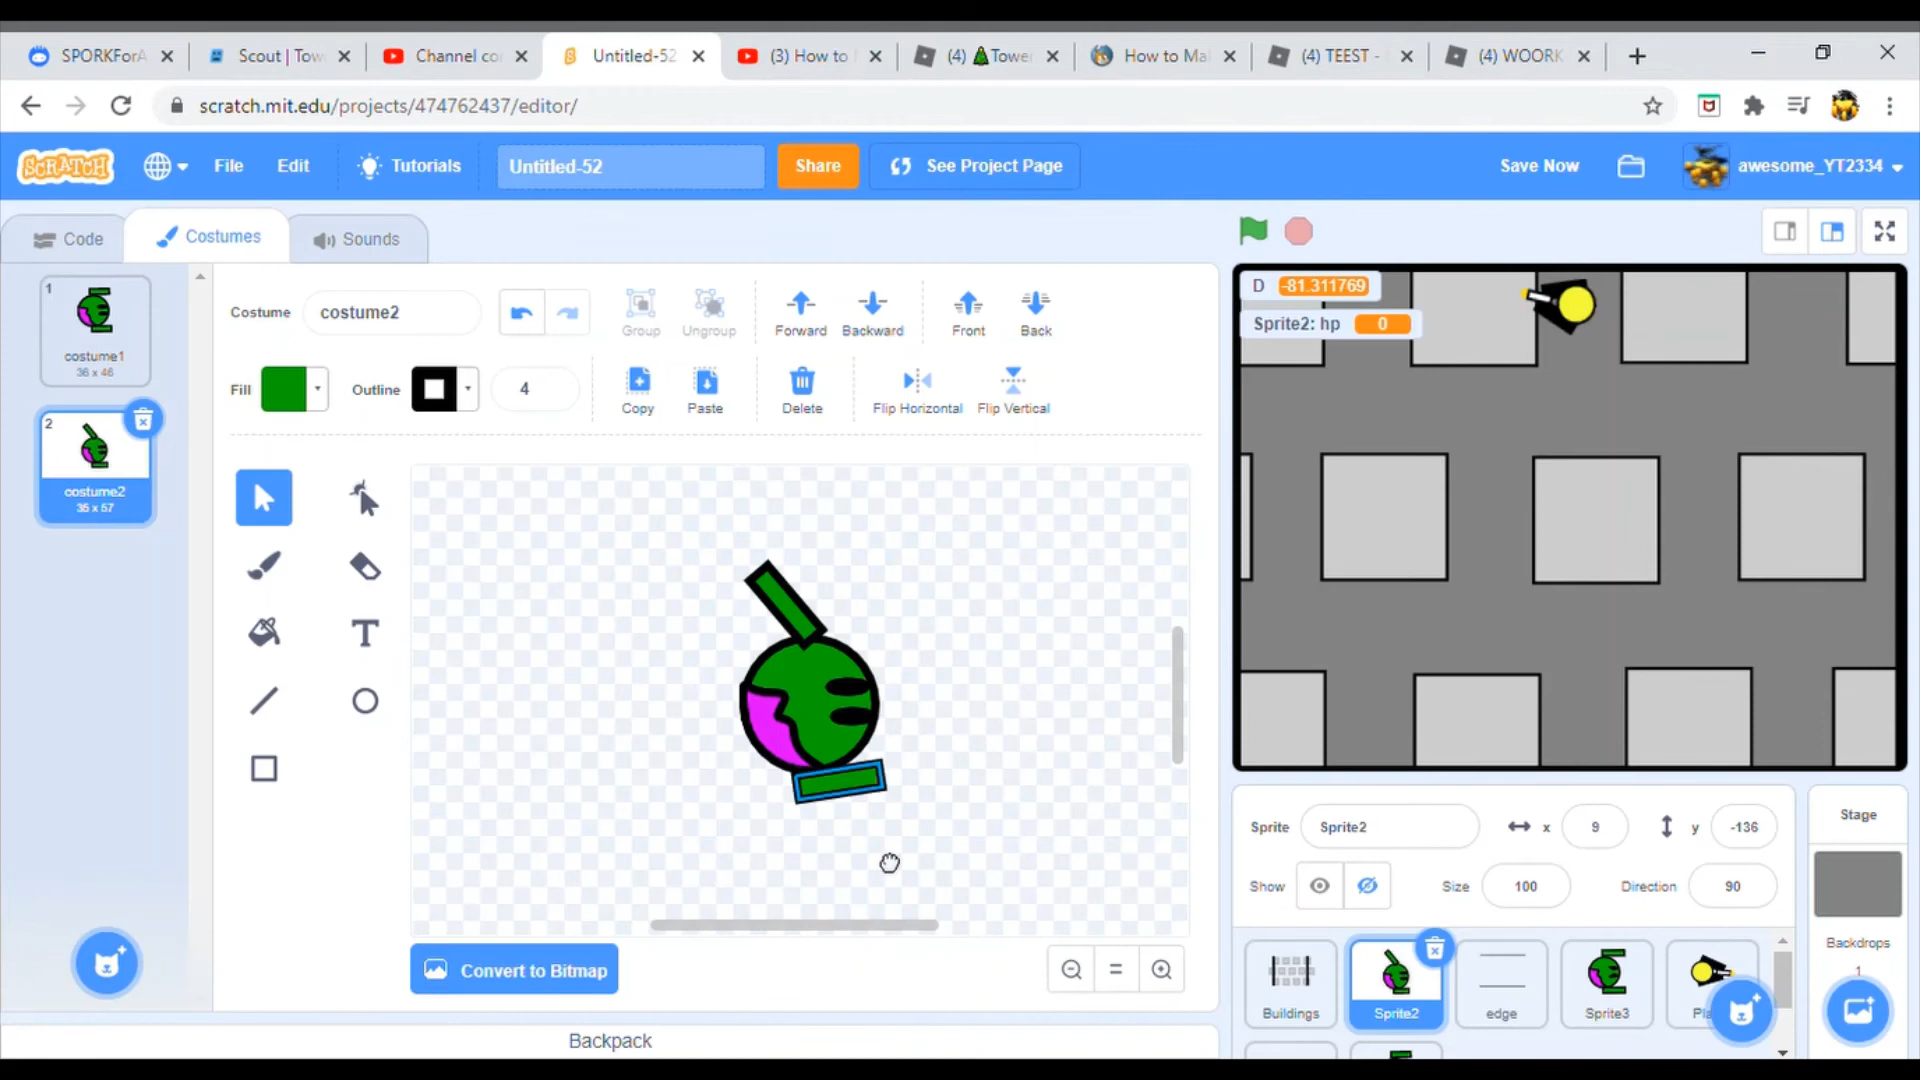 SPORKForA
Scout | Tow
Channel co
Untitled-52
(3) How to
(4) Tower
How to Ma
(4) TEEST -
(4) WOORK
scratch.mit.edu/projects/474762437/editor/
SCRATCH
File
Edit
Tutorials
Untitled-52
Share
See Project Page
Save Now
awesome_YT2334
Code
Costumes
Sounds
1
costume1
36 x 46
2
costume2
35 x 57
Costume
costume2
Group
Ungroup
Forward
Backward
Front
Back
Fill
Outline
4
Copy
Paste
Delete
Flip Horizontal
Flip Vertical
Convert to Bitmap
Backpack
D -81.311769
Sprite2: hp 0
Sprite
Sprite2
x
9
y
-136
Show
Size
100
Direction
90
Buildings
Sprite2
edge
Sprite3
Stage
Backdrops
1